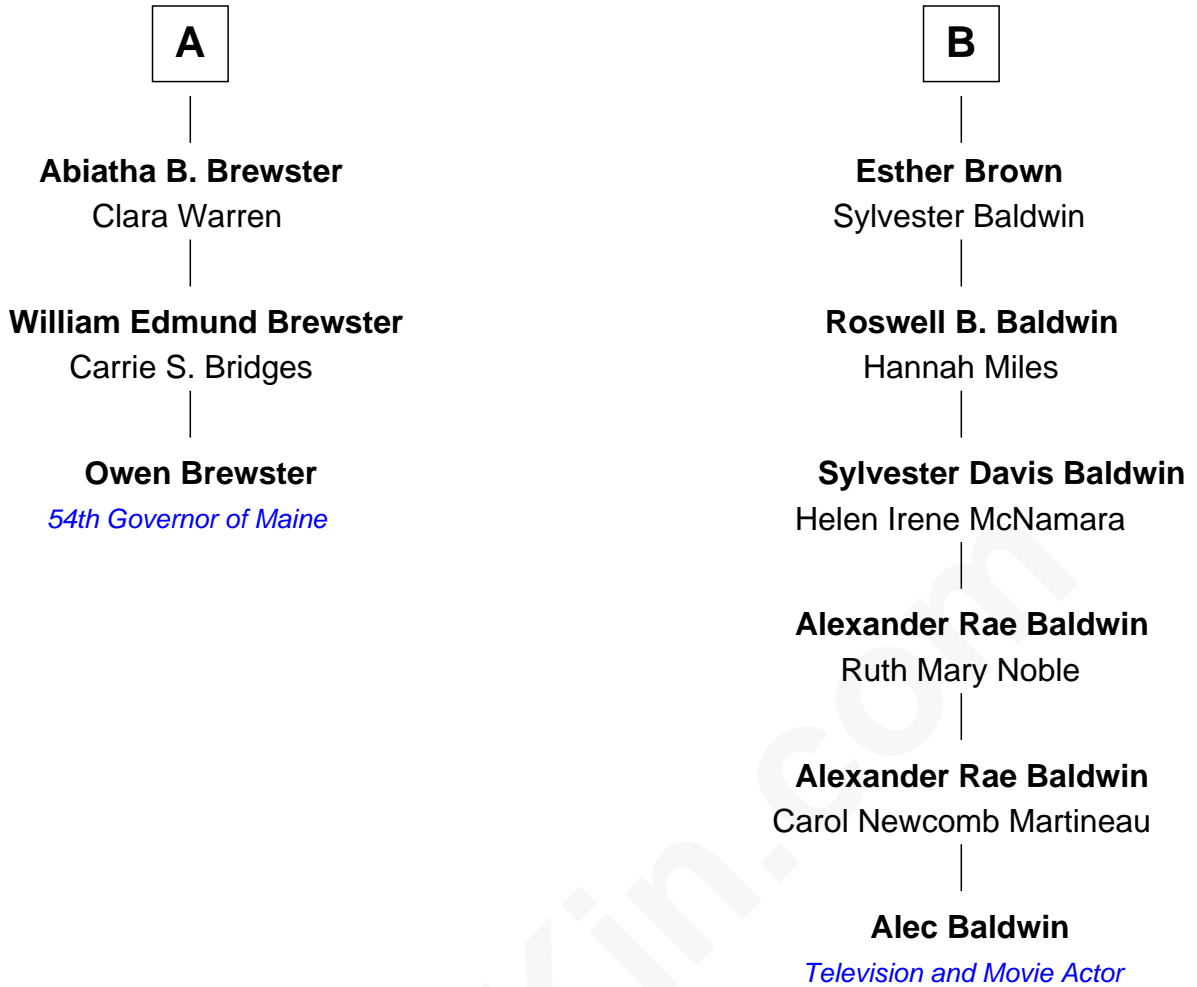 A
Abiatha B. Brewster
Clara Warren
William Edmund Brewster
Carrie S. Bridges
Owen Brewster
54th Governor of Maine
B
Esther Brown
Sylvester Baldwin
Roswell B. Baldwin
Hannah Miles
Sylvester Davis Baldwin
Helen Irene McNamara
Alexander Rae Baldwin
Ruth Mary Noble
Alexander Rae Baldwin
Carol Newcomb Martineau
Alec Baldwin
Television and Movie Actor
Kin.com